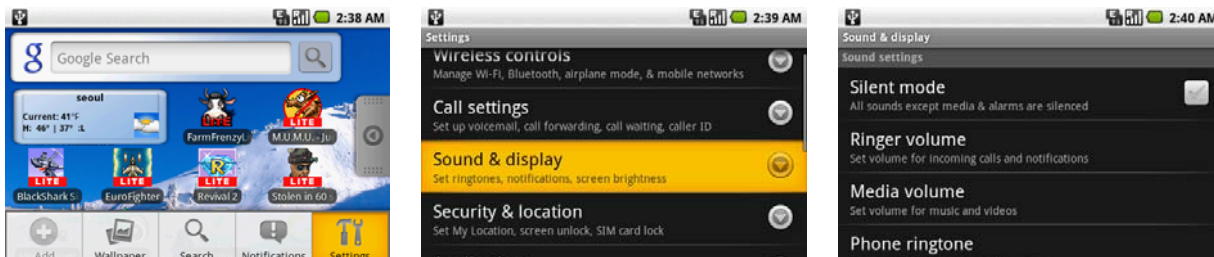 2:38 AM
Google Search
seoul
Current: 41°F
H: 46° | 37° :L
LITE
LITE
FarmFrenzyL
M.U.M.U. - Ju
LITE
LITE
LITE
LITE
BlackShark S
EuroFighter
Revival 2
Stolen in 60 s
Add
Wallpaper
Search
Notifications
Settings
2:39 AM
Settings
Wireless controls
Manage Wi-Fi, Bluetooth, airplane mode, & mobile networks
Call settings
Set up voicemail, call forwarding, call waiting, caller ID
Sound & display
Set ringtones, notifications, screen brightness
Security & location
Set My Location, screen unlock, SIM card lock
2:40 AM
Sound & display
Sound settings
Silent mode
All sounds except media & alarms are silenced
Ringer volume
Set volume for incoming calls and notifications
Media volume
Set volume for music and videos
Phone ringtone